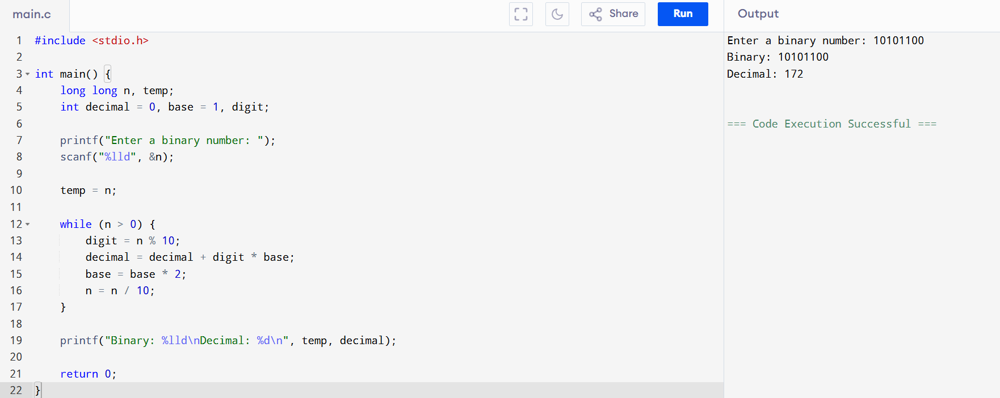 main.c
Share
Run
Output
1 #include <stdio.h>
2
3 int main() {
4     long long n, temp;
5     int decimal = 0, base = 1, digit;
6
7     printf("Enter a binary number: ");
8     scanf("%lld", &n);
9
10     temp = n;
11
12     while (n > 0) {
13         digit = n % 10;
14         decimal = decimal + digit * base;
15         base = base * 2;
16         n = n / 10;
17     }
18
19     printf("Binary: %lld\nDecimal: %d\n", temp, decimal);
20
21     return 0;
22 }
Enter a binary number: 10101100
Binary: 10101100
Decimal: 172
=== Code Execution Successful ===